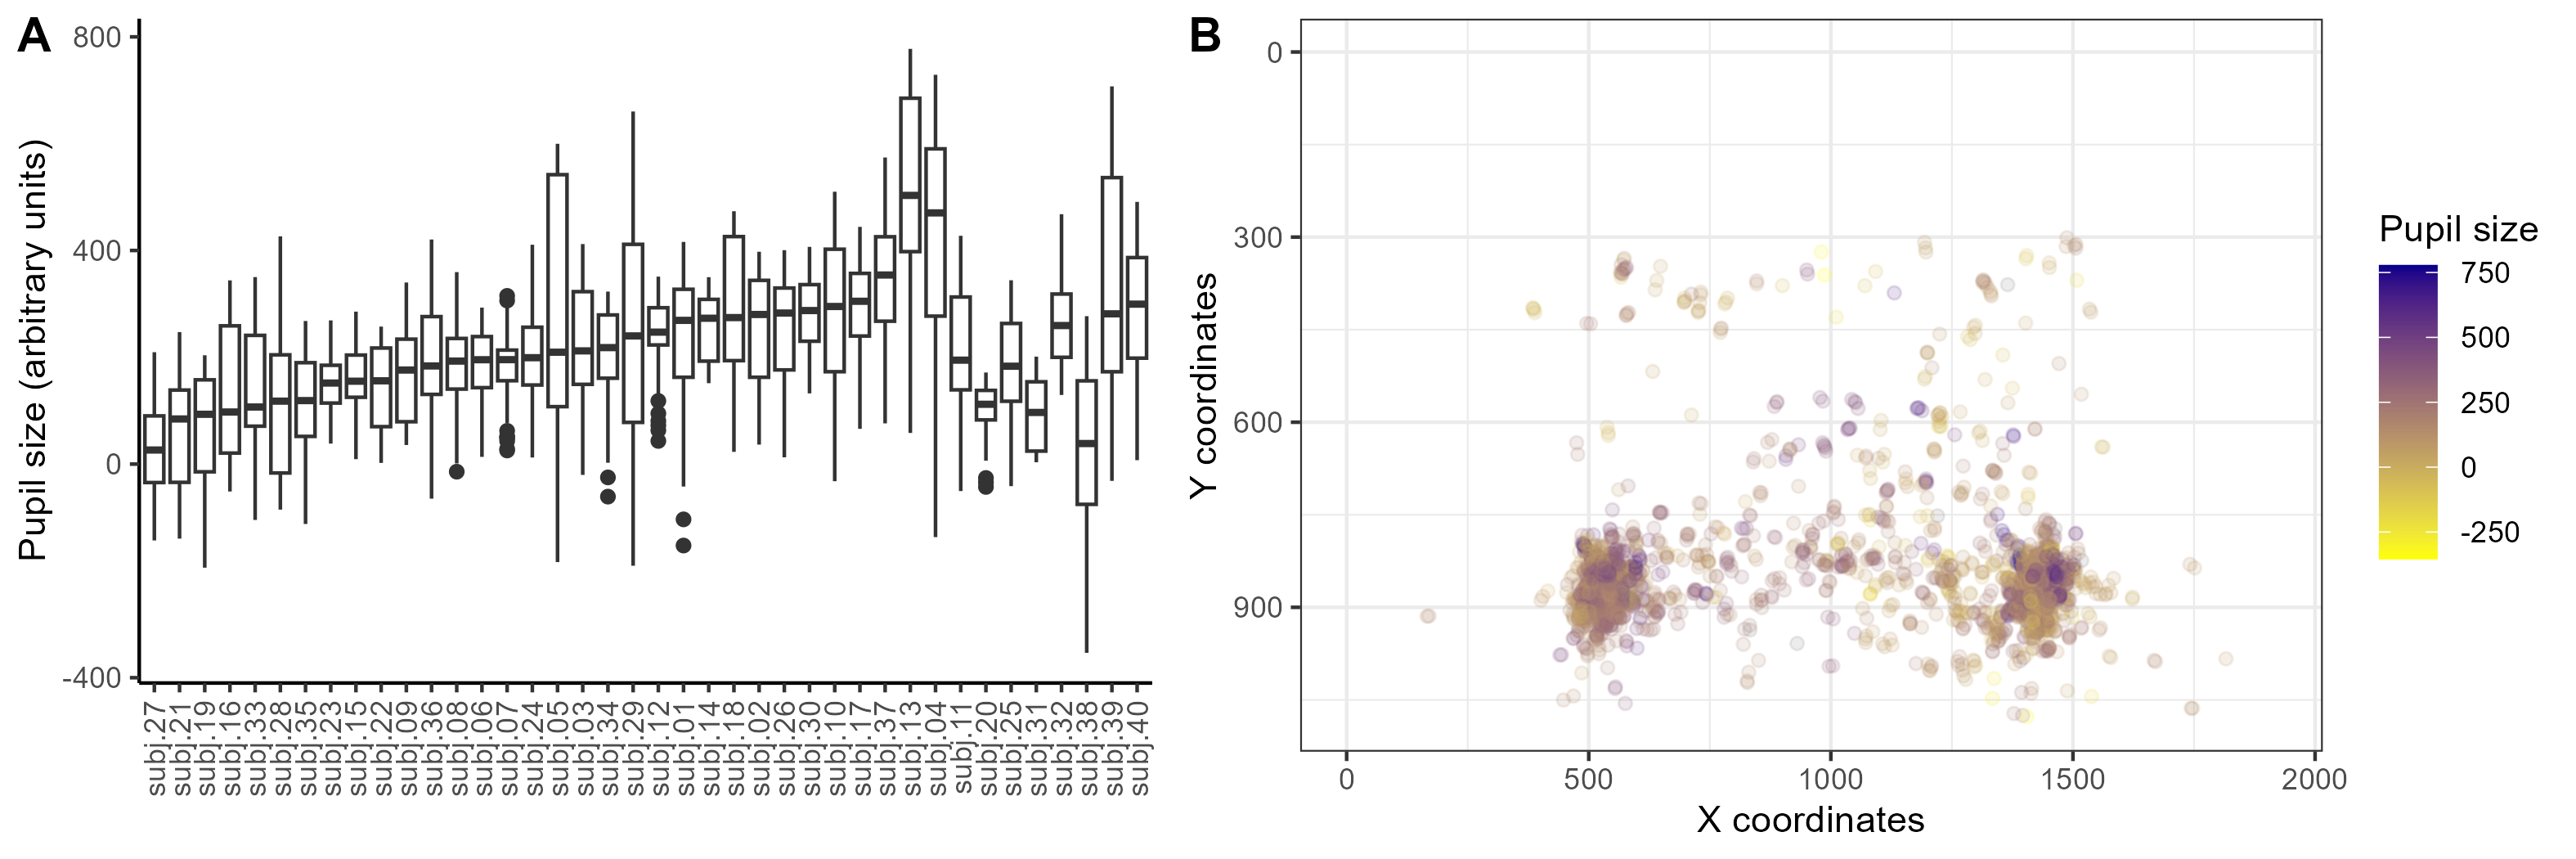 A
800
400
0
-400
Pupil size (arbitrary units)
subj.27
subj.21
subj.19
subj.16
subj.33
subj.28
subj.35
subj.23
subj.15
subj.22
subj.09
subj.36
subj.08
subj.06
subj.07
subj.24
subj.05
subj.03
subj.34
subj.29
subj.12
subj.01
subj.14
subj.18
subj.02
subj.26
subj.30
subj.10
subj.17
subj.37
subj.13
subj.04
subj.11
subj.20
subj.25
subj.31
subj.32
subj.38
subj.39
subj.40
B
0
300
600
900
Y coordinates
0
500
1000
1500
2000
X coordinates
Pupil size
750
500
250
0
-250